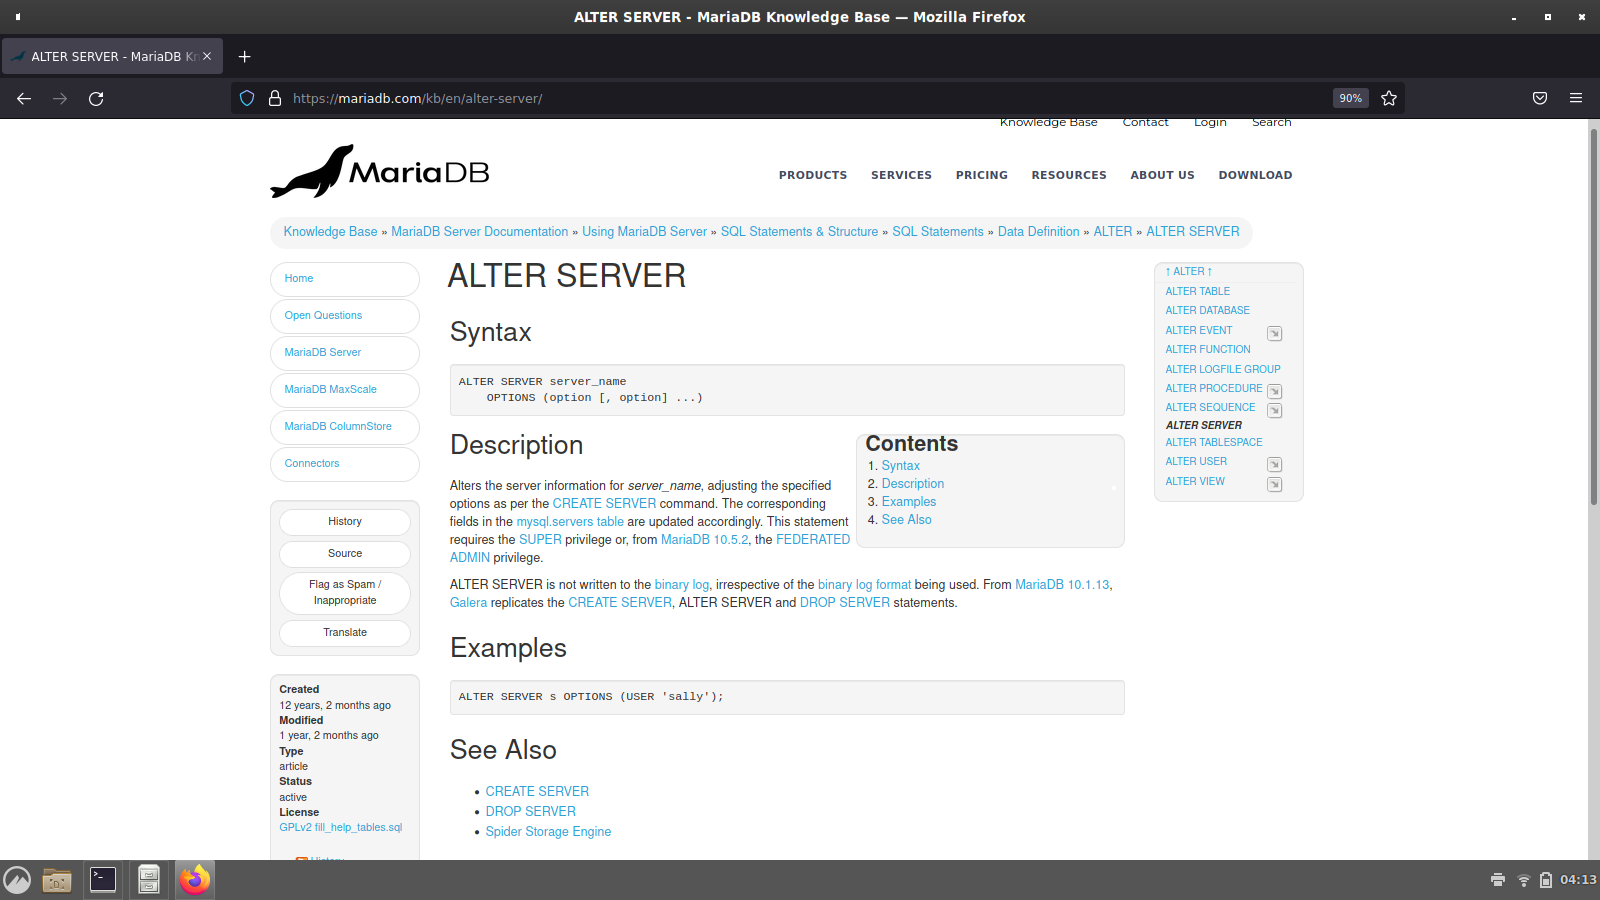 ALTER SERVER - MariaDB Knowledge Base — Mozilla Firefox
ALTER SERVER - MariaDB Kn
https://mariadb.com/kb/en/alter-server/
90%
Knowledge Base Contact Login Search
MariaDB
PRODUCTS SERVICES PRICING RESOURCES ABOUT US DOWNLOAD
Knowledge Base » MariaDB Server Documentation » Using MariaDB Server » SQL Statements & Structure » SQL Statements » Data Definition » ALTER » ALTER SERVER
Home
Open Questions
MariaDB Server
MariaDB MaxScale
MariaDB ColumnStore
Connectors
History
Source
Flag as Spam /
Inappropriate
Translate
Created
12 years, 2 months ago
Modified
1 year, 2 months ago
Type
article
Status
active
License
GPLv2 fill_help_tables.sql
History
ALTER SERVER
Syntax
ALTER SERVER server_name
OPTIONS (option [, option] ...)
Description
Alters the server information for server_name, adjusting the specified
options as per the CREATE SERVER command. The corresponding
fields in the mysql.servers table are updated accordingly. This statement
requires the SUPER privilege or, from MariaDB 10.5.2, the FEDERATED
ADMIN privilege.
Contents
1. Syntax
2. Description
3. Examples
4. See Also
ALTER SERVER is not written to the binary log, irrespective of the binary log format being used. From MariaDB 10.1.13,
Galera replicates the CREATE SERVER, ALTER SERVER and DROP SERVER statements.
Examples
ALTER SERVER s OPTIONS (USER 'sally');
See Also
• CREATE SERVER
• DROP SERVER
• Spider Storage Engine
↑ ALTER ↑
ALTER TABLE
ALTER DATABASE
ALTER EVENT
ALTER FUNCTION
ALTER LOGFILE GROUP
ALTER PROCEDURE
ALTER SEQUENCE
ALTER SERVER
ALTER TABLESPACE
ALTER USER
ALTER VIEW
04:13